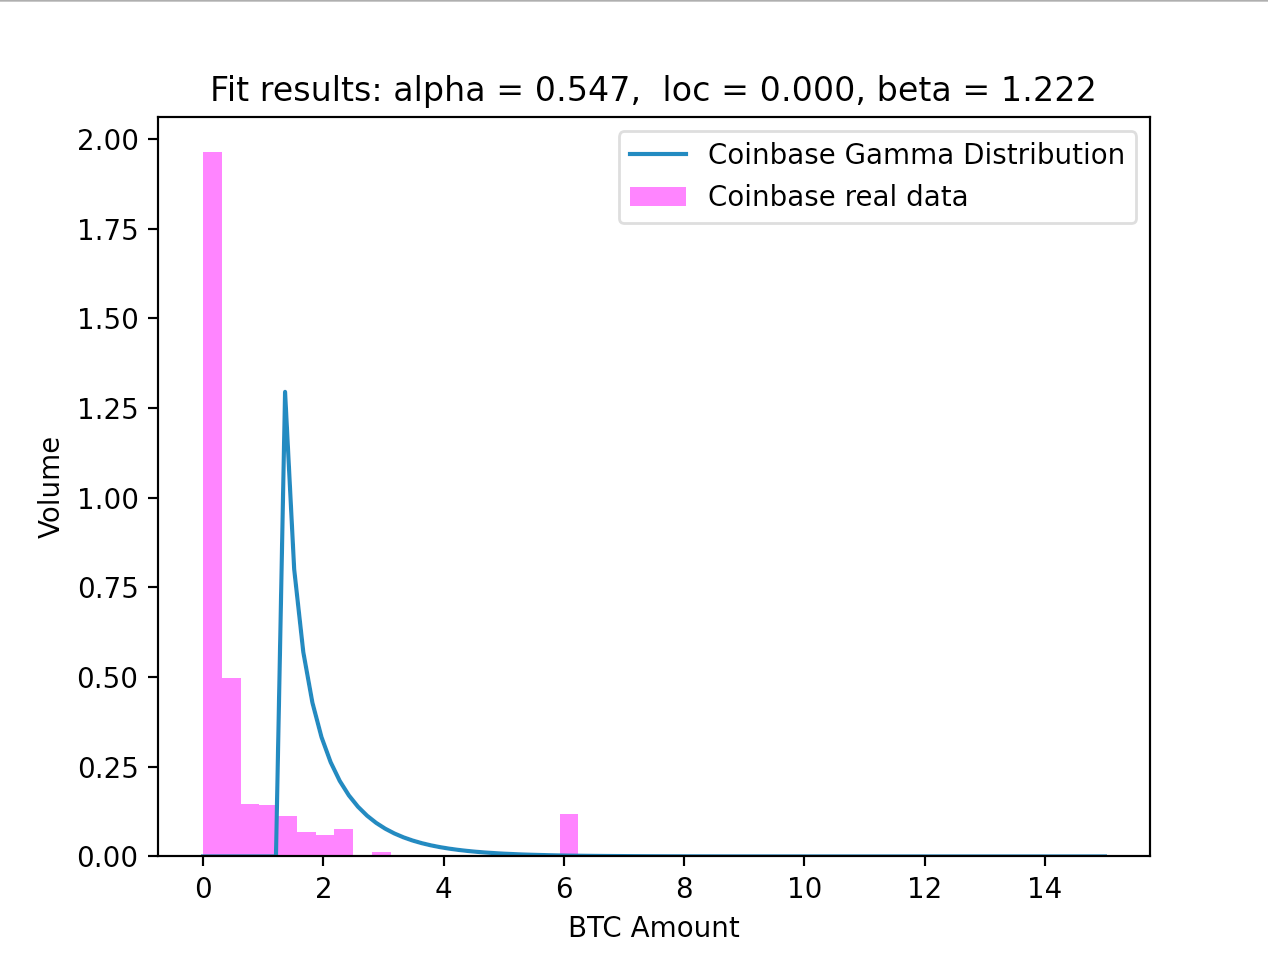 Fit results: alpha = 0.547,  loc = 0.000, beta = 1.222
Coinbase Gamma Distribution
Coinbase real data
2.00
1.75
1.50
1.25
1.00
0.75
0.50
0.25
0.00
Volume
0 2 4 6 8 10 12 14
BTC Amount